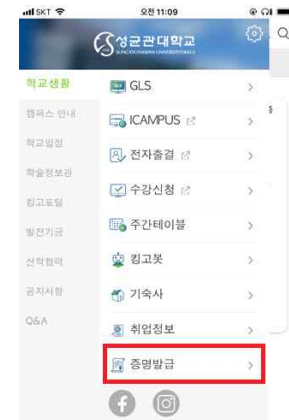 SKT
오전 11:09
성균관대학교
학교생활
캠퍼스 안내
학교일정
학술정보관
킹고포털
발전기금
산학협력
공지사항
Q&A
GLS
ICAMPUS
전자출결
수강신청
주간테이블
킹고봇
기숙사
취업정보
증명발급